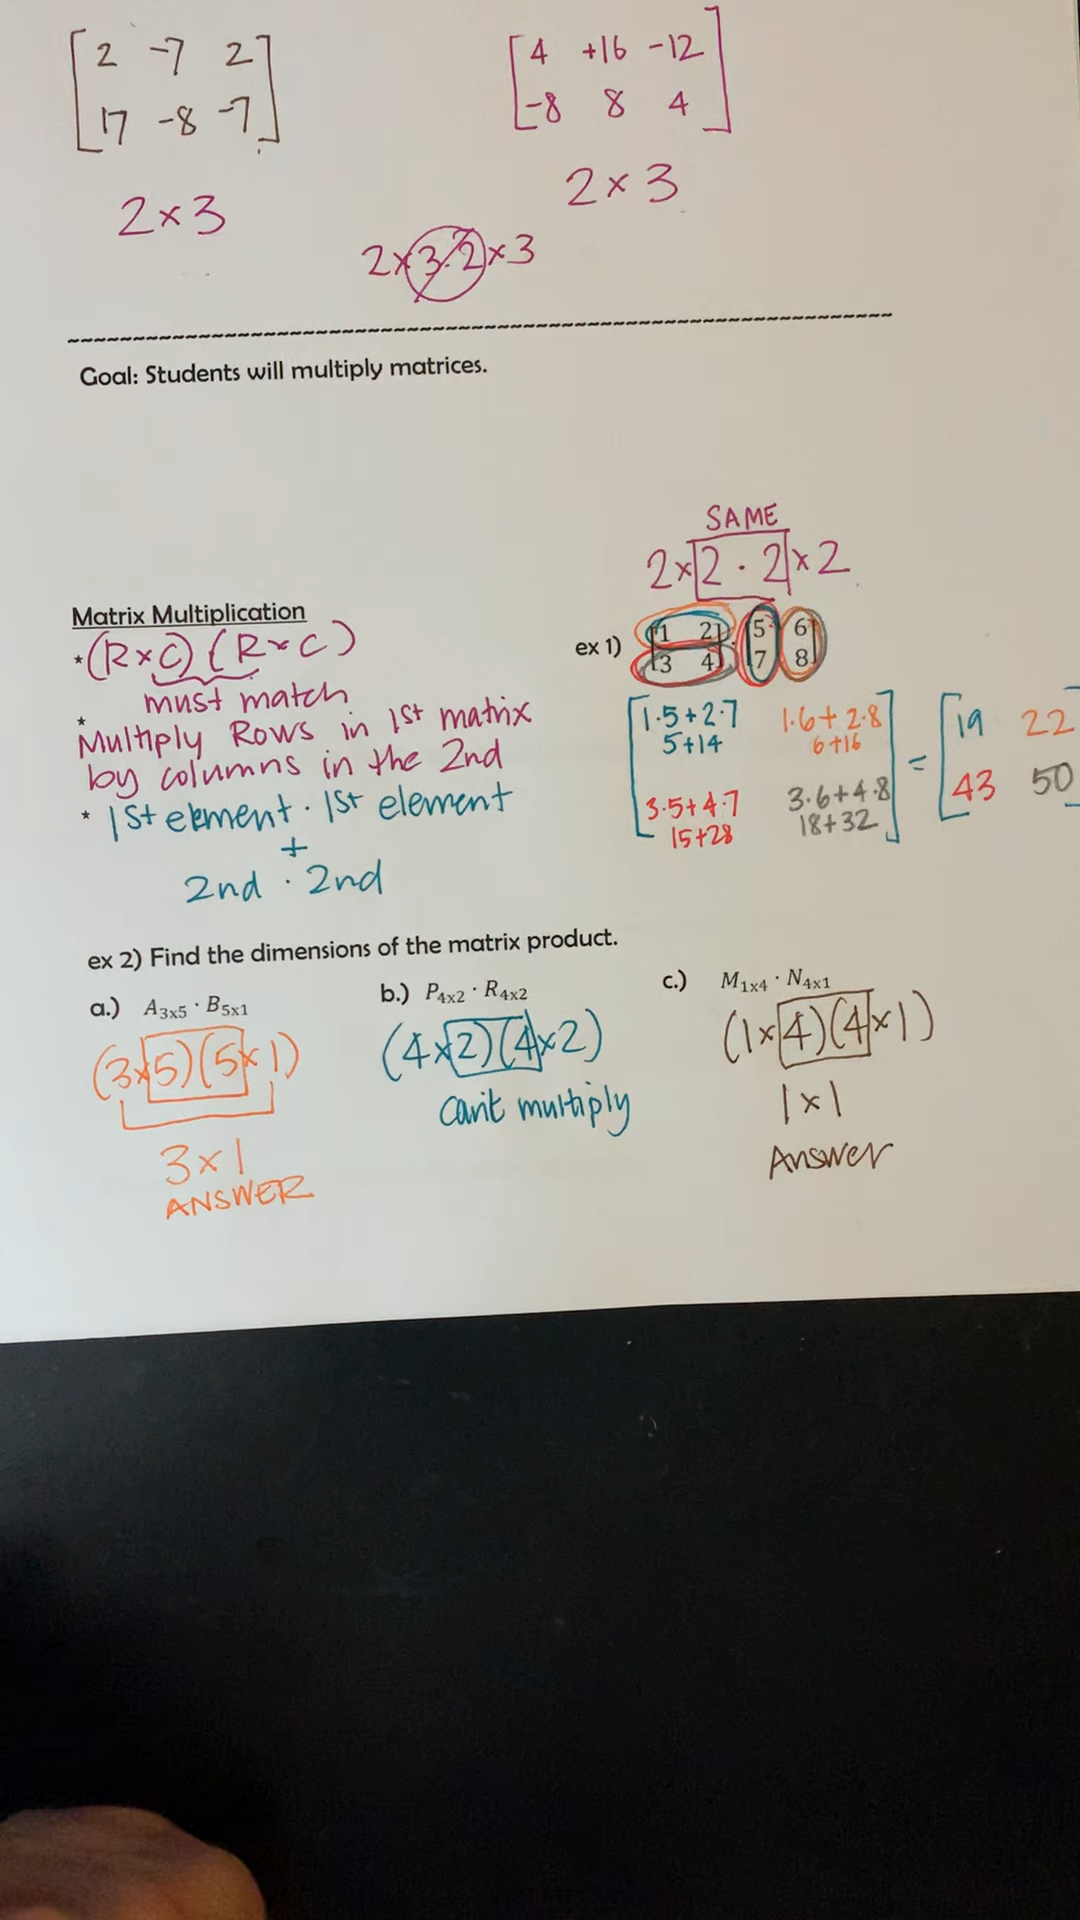 2 -7 2
17 -8 -7
2×3
4 +16 -12
-8 8 4
2×3
2×3·2×3
Goal: Students will multiply matrices.
SAME
2×2·2×2
Matrix Multiplication
*(R×C)(R×C)
must match
* Multiply Rows in 1st matrix
by columns in the 2nd
* 1st element · 1st element
+
2nd · 2nd
ex 1) [1 2] · [5 6]
[3 4] [7 8]
1·5+2·7 1·6+2·8
5+14 6+16
3·5+4·7 3·6+4·8
15+28 18+32
= 19 22
43 50
ex 2) Find the dimensions of the matrix product.
a.) A3x5 · B5x1
(3×5)(5×1)
3×1
ANSWER
b.) P4x2 · R4x2
(4×2)(4×2)
can't multiply
c.) M1x4 · N4x1
(1×4)(4×1)
1×1
Answer